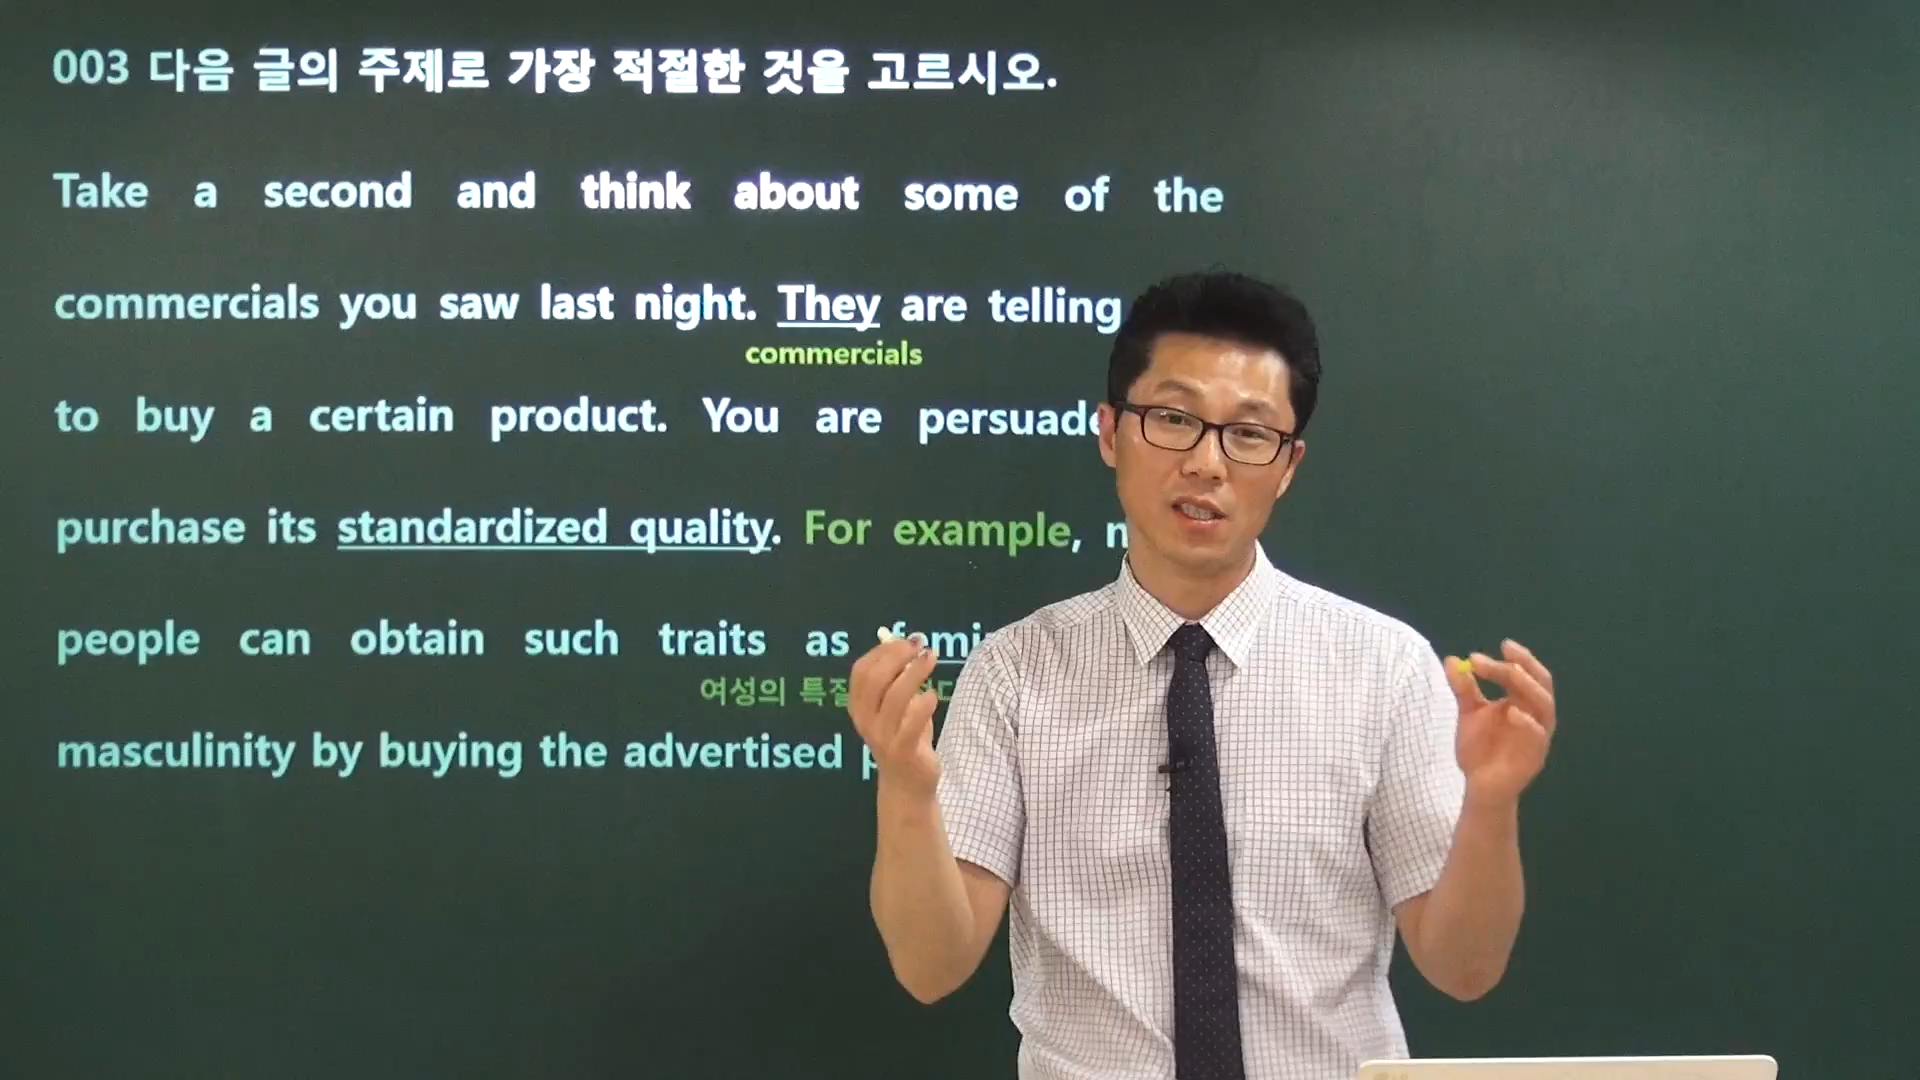 003 다음 글의 주제로 가장 적절한 것을 고르시오.
Take a second and think about some of the
commercials you saw last night. They are telling
commercials
to buy a certain product. You are
purchase its standardized quality. For example,
people can obtain such traits as
여성의
masculinity by buying the advertised